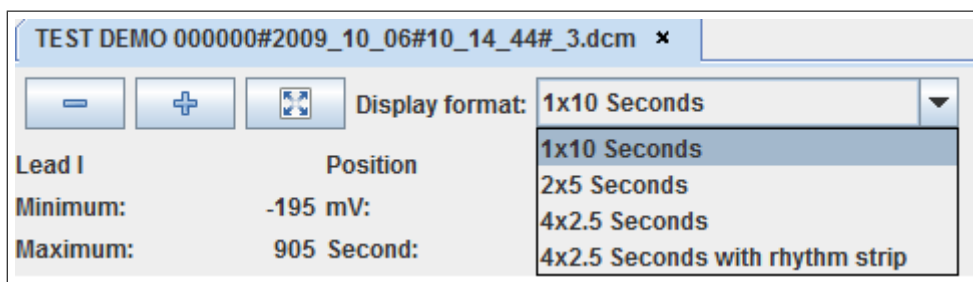 TEST DEMO 000000#2009_10_06#10_14_44#_3.dcm ×
Display format: 1x10 Seconds
1x10 Seconds
2x5 Seconds
4x2.5 Seconds
4x2.5 Seconds with rhythm strip
Lead I Position
Minimum: -195 mV:
Maximum: 905 Second: